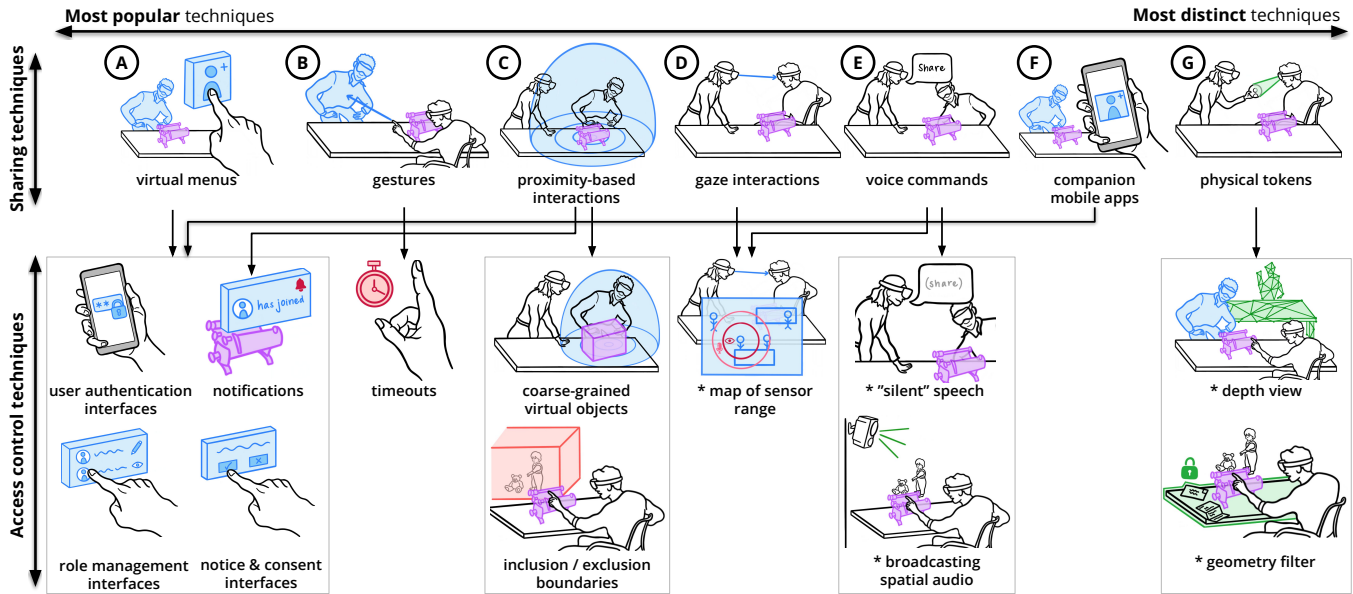 Most popular techniques
Most distinct techniques
Sharing techniques
A
B
C
D
E
F
G
+
Share
+
virtual menus
gestures
proximity-based
interactions
gaze interactions
voice commands
companion
mobile apps
physical tokens
Access control techniques
**
has joined
(share)
user authentication
interfaces
notifications
timeouts
coarse-grained
virtual objects
* map of sensor
range
* "silent" speech
* depth view
role management
interfaces
notice & consent
interfaces
inclusion / exclusion
boundaries
* broadcasting
spatial audio
* geometry filter